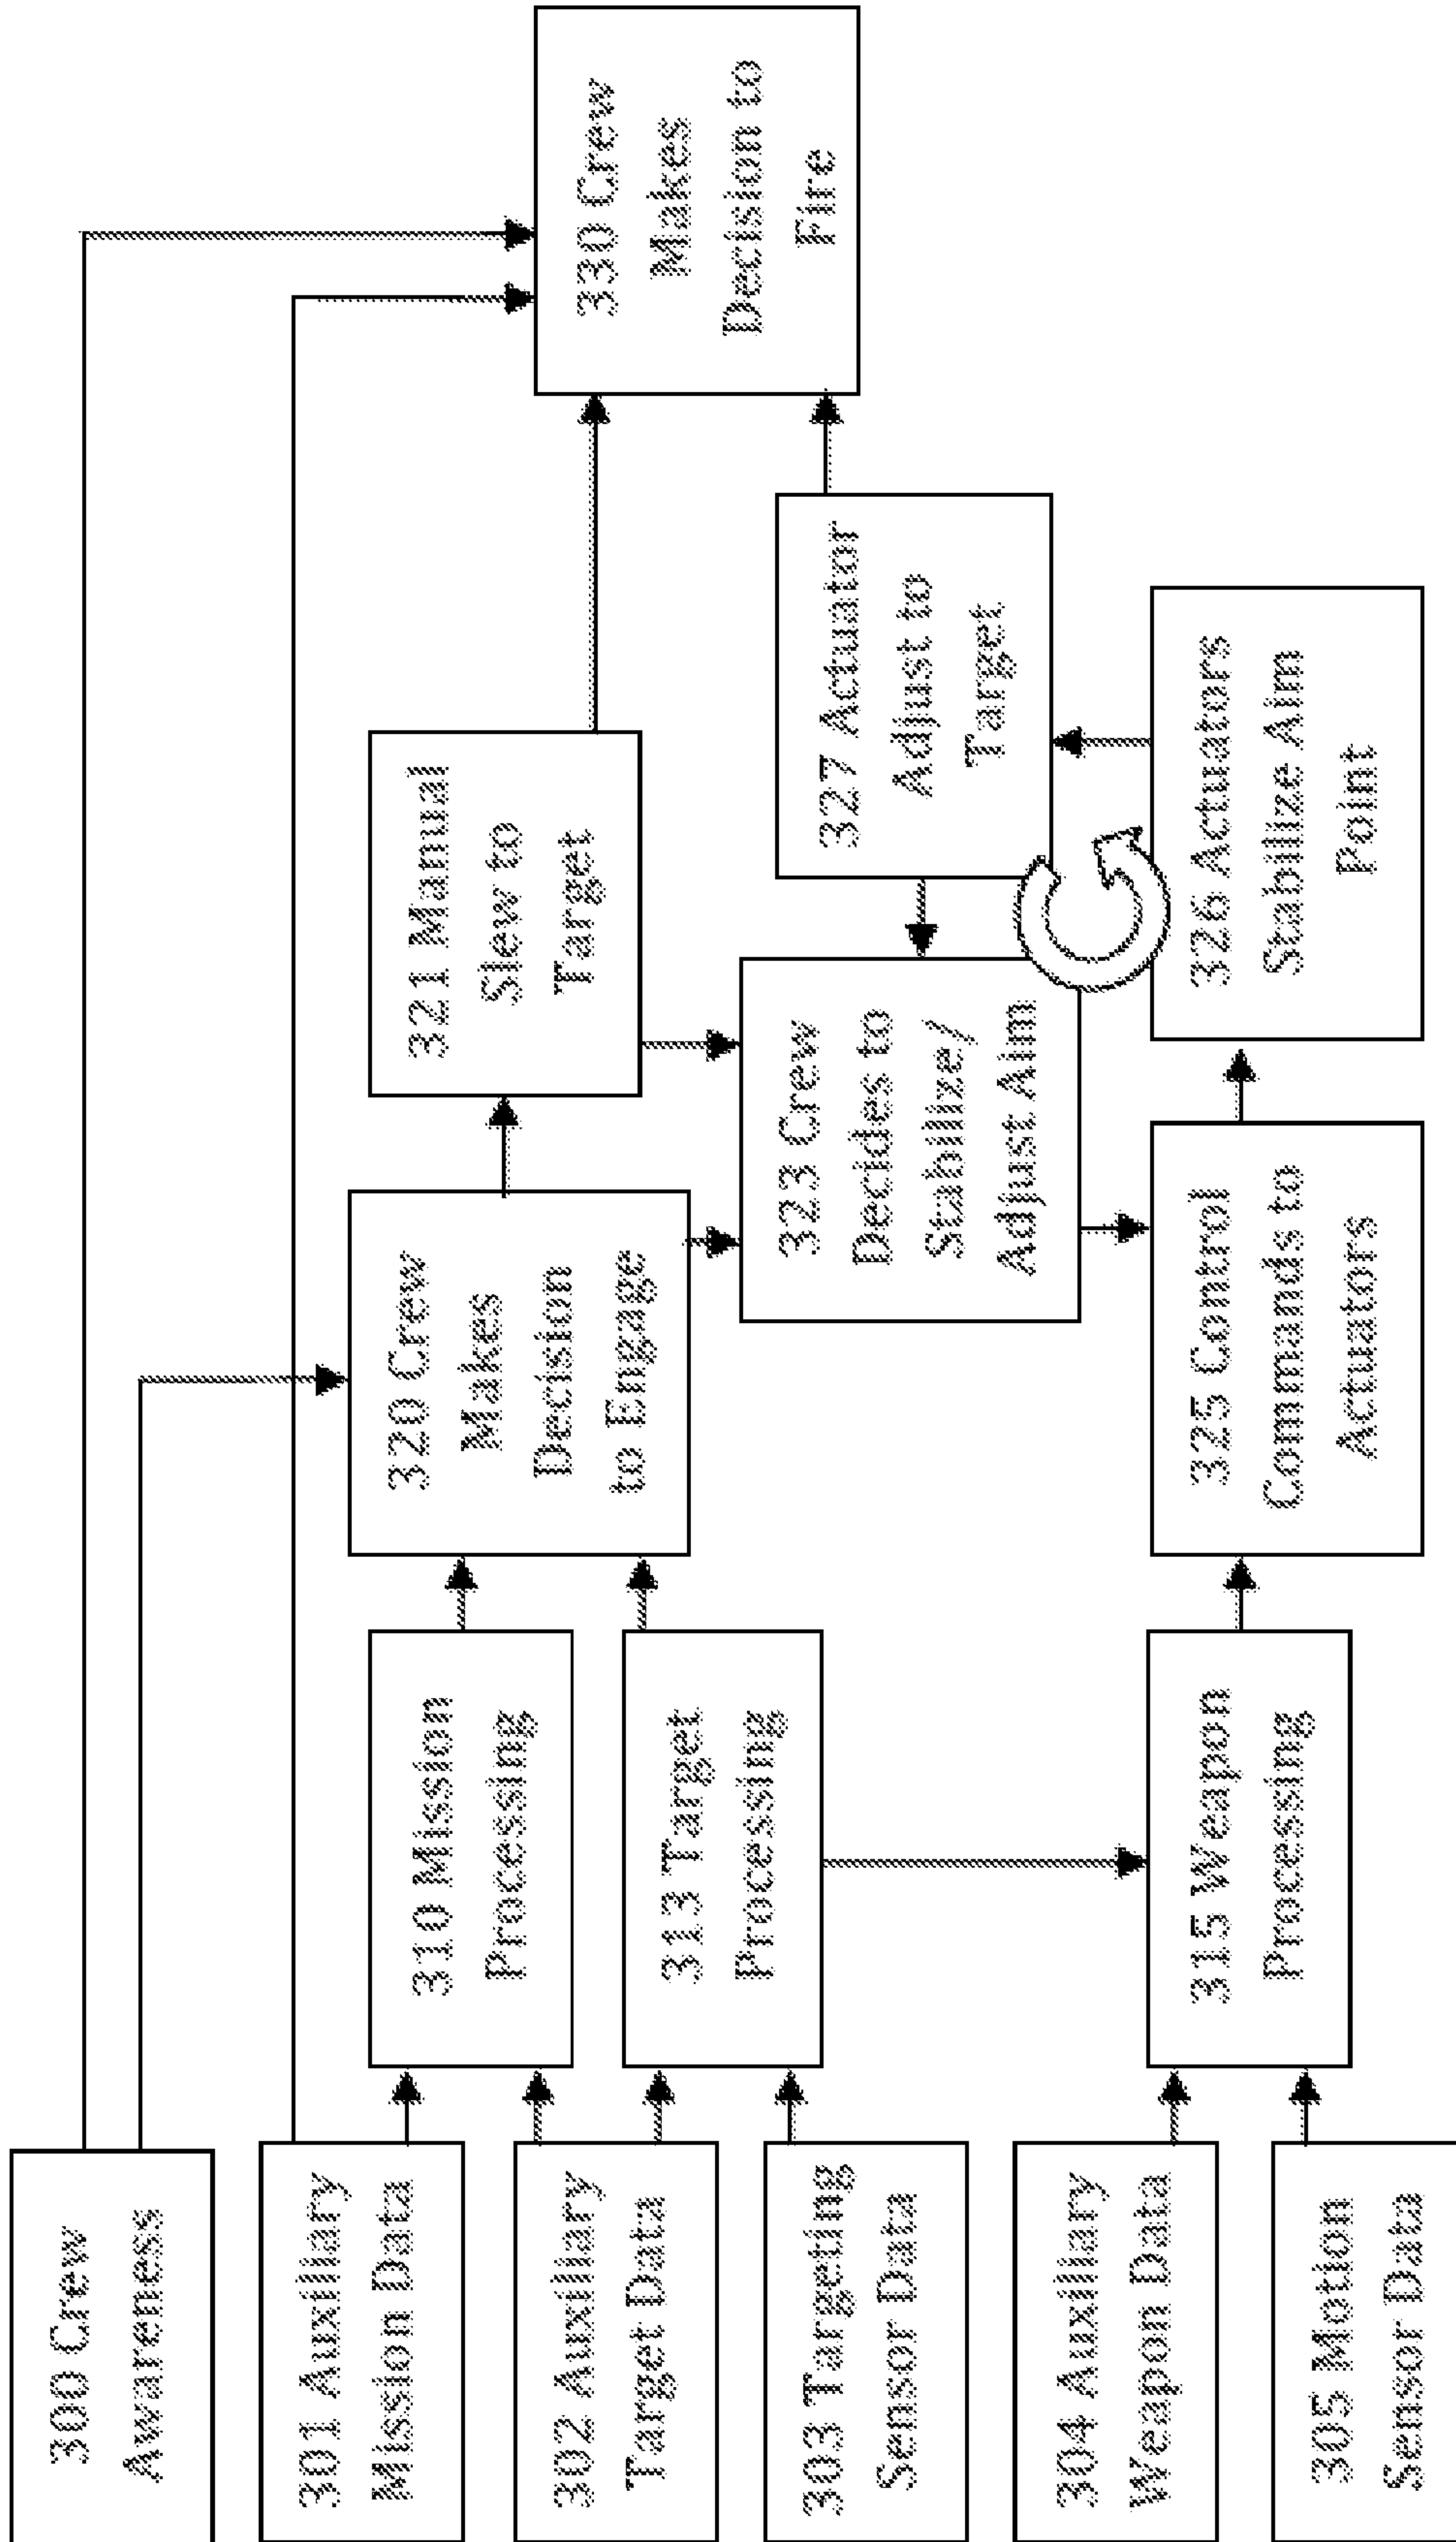 300 Crew
Awareness
301 Auxiliary
Mission Data
302 Auxiliary
Target Data
303 Targeting
Sensor Data
304 Auxiliary
Weapon Data
305 Motion
Sensor Data
310 Mission
Processing
313 Target
Processing
315 Weapon
Processing
320 Crew
Makes
Decision
to Engage
321 Manual
Slew to
Target
323 Crew
Decides to
Stabilize/
Adjust Aim
325 Control
Commands to
Actuators
326 Actuators
Stabilize Aim
Point
327 Actuator
Adjust to
Target
330 Crew
Makes
Decision to
Fire